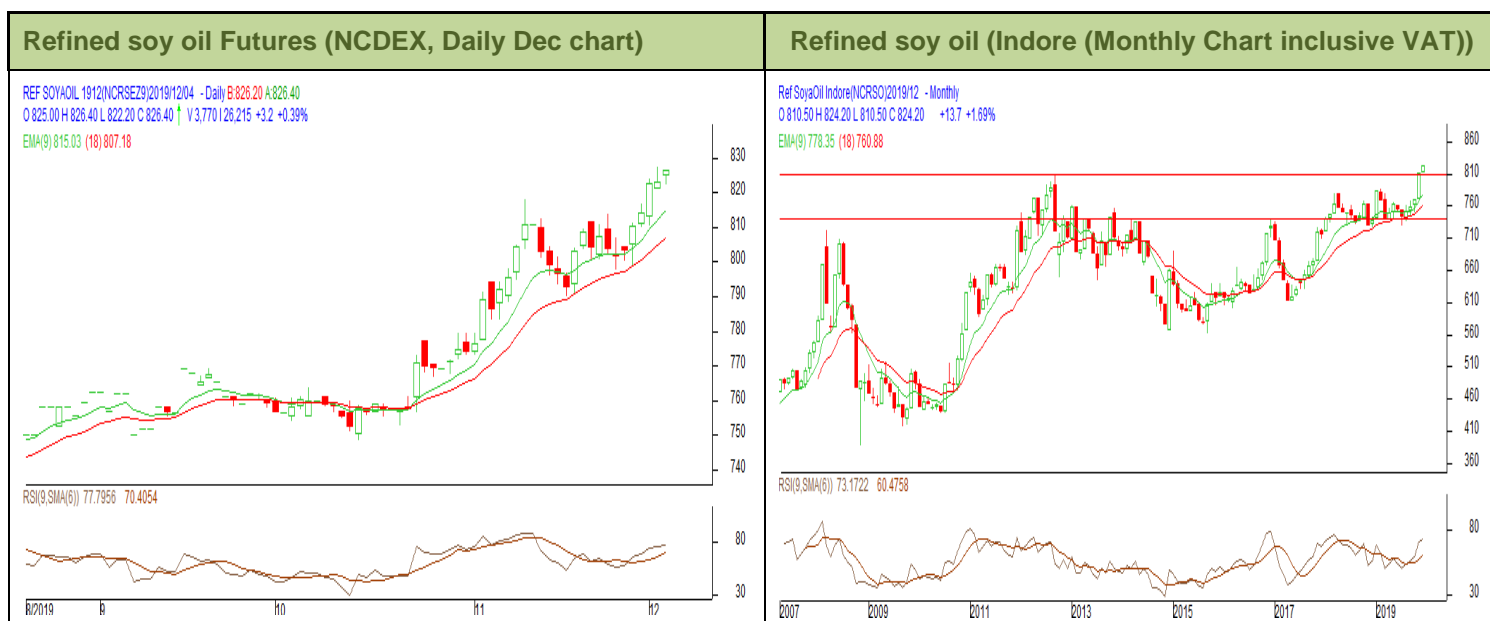 Refined soy oil Futures (NCDEX, Daily Dec chart)
Refined soy oil (Indore (Monthly Chart inclusive VAT))
REF SOYAOIL 1912(NCRSEZ9)2019/12/04 - Daily B:826.20 A:826.40
O 825.00 H 826.40 L 822.20 C 826.40 ↑ V 3,770 I 26,215 +3.2 +0.39%
EMA(9) 815.03 (18) 807.18
830
820
810
800
790
780
770
760
750
740
RSI(9,SMA(6)) 77.7956 70.4054
80
30
8/2019 9 10 11 12
Ref SoyaOil Indore(NCRSO)2019/12 - Monthly
O 810.50 H 824.20 L 810.50 C 824.20 +13.7 +1.69%
EMA(9) 778.35 (18) 760.88
860
810
760
710
660
610
560
510
460
410
360
RSI(9,SMA(6)) 73.1722 60.4758
80
30
2007 2009 2011 2013 2015 2017 2019